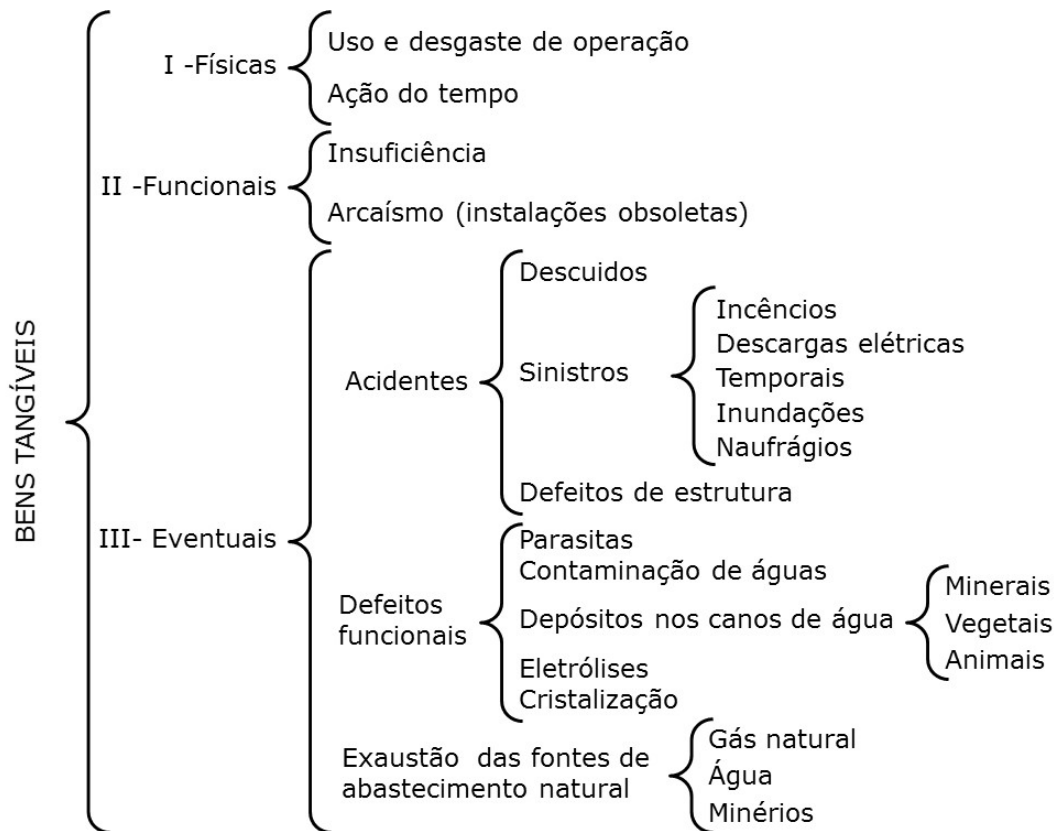 BENS TANGÍVEIS
I -Físicas
Uso e desgaste de operação
Ação do tempo
II -Funcionais
Insuficiência
Arcaísmo (instalações obsoletas)
III- Eventuais
Acidentes
Descuidos
Sinistros
Incêncios
Descargas elétricas
Temporais
Inundações
Naufrágios
Defeitos de estrutura
Defeitos
funcionais
Parasitas
Contaminação de águas
Depósitos nos canos de água
Minerais
Vegetais
Animais
Eletrólises
Cristalização
Exaustão das fontes de
abastecimento natural
Gás natural
Água
Minérios